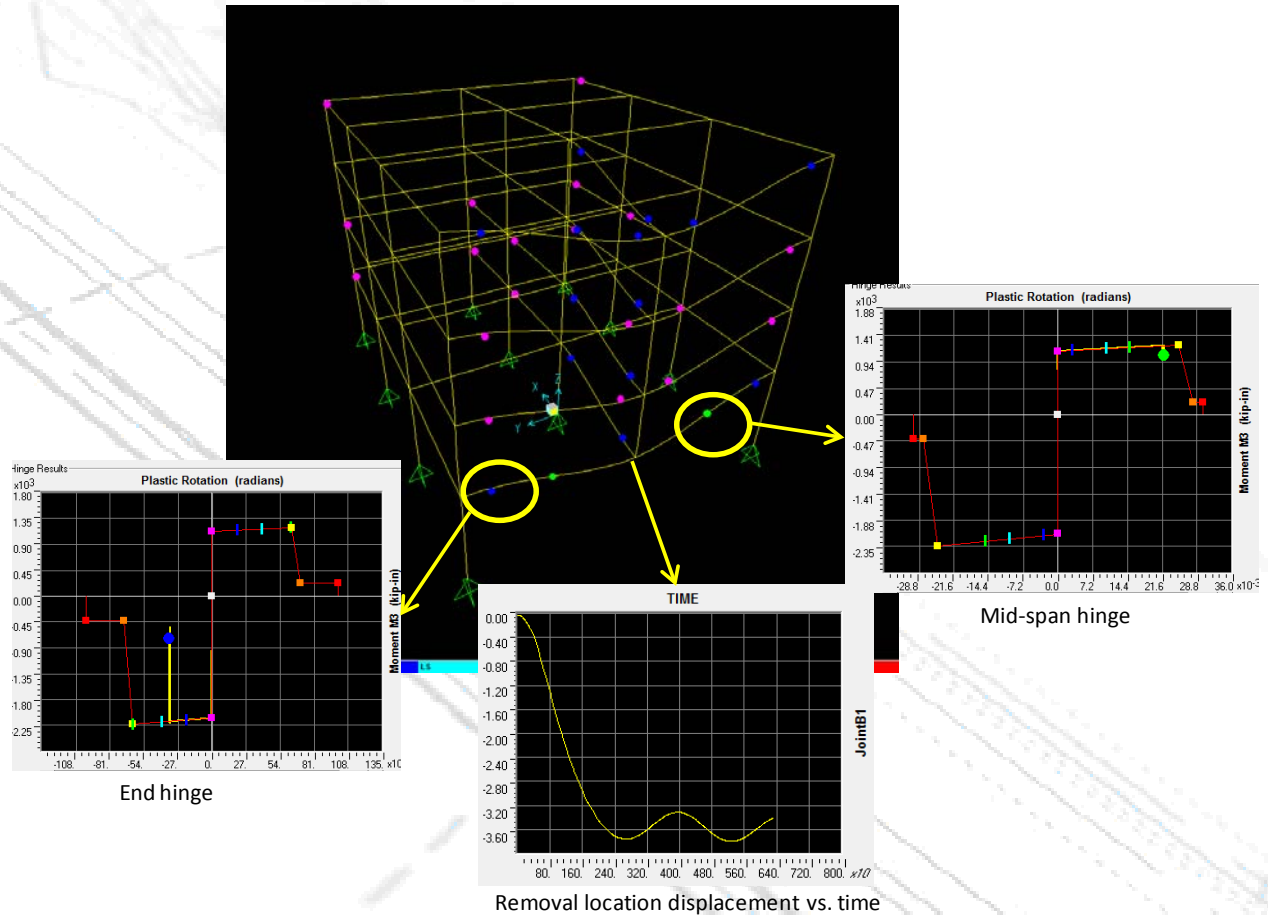 X
Y
Z
Hinge Results
x10³
Plastic Rotation (radians)
1.88
1.41
0.94
0.47
0.00
-0.47
-0.94
-1.41
-1.88
-2.35
Moment M3 (kip-in)
-28.8 -21.6 -14.4 -7.2 0.0 7.2 14.4 21.6 28.8 36.0 x10⁻³
Mid-span hinge
Hinge Results
x10³
Plastic Rotation (radians)
1.80
1.35
0.90
0.45
0.00
-0.45
-0.90
-1.35
-1.80
-2.25
Moment M3 (kip-in)
-108. -81. -54. -27. 0. 27. 54. 81. 108. 135. x10
End hinge
LS
TIME
0.00
-0.40
-0.80
-1.20
-1.60
-2.00
-2.40
-2.80
-3.20
-3.60
JointB1
80. 160. 240. 320. 400. 480. 560. 640. 720. 800. x10
Removal location displacement vs. time